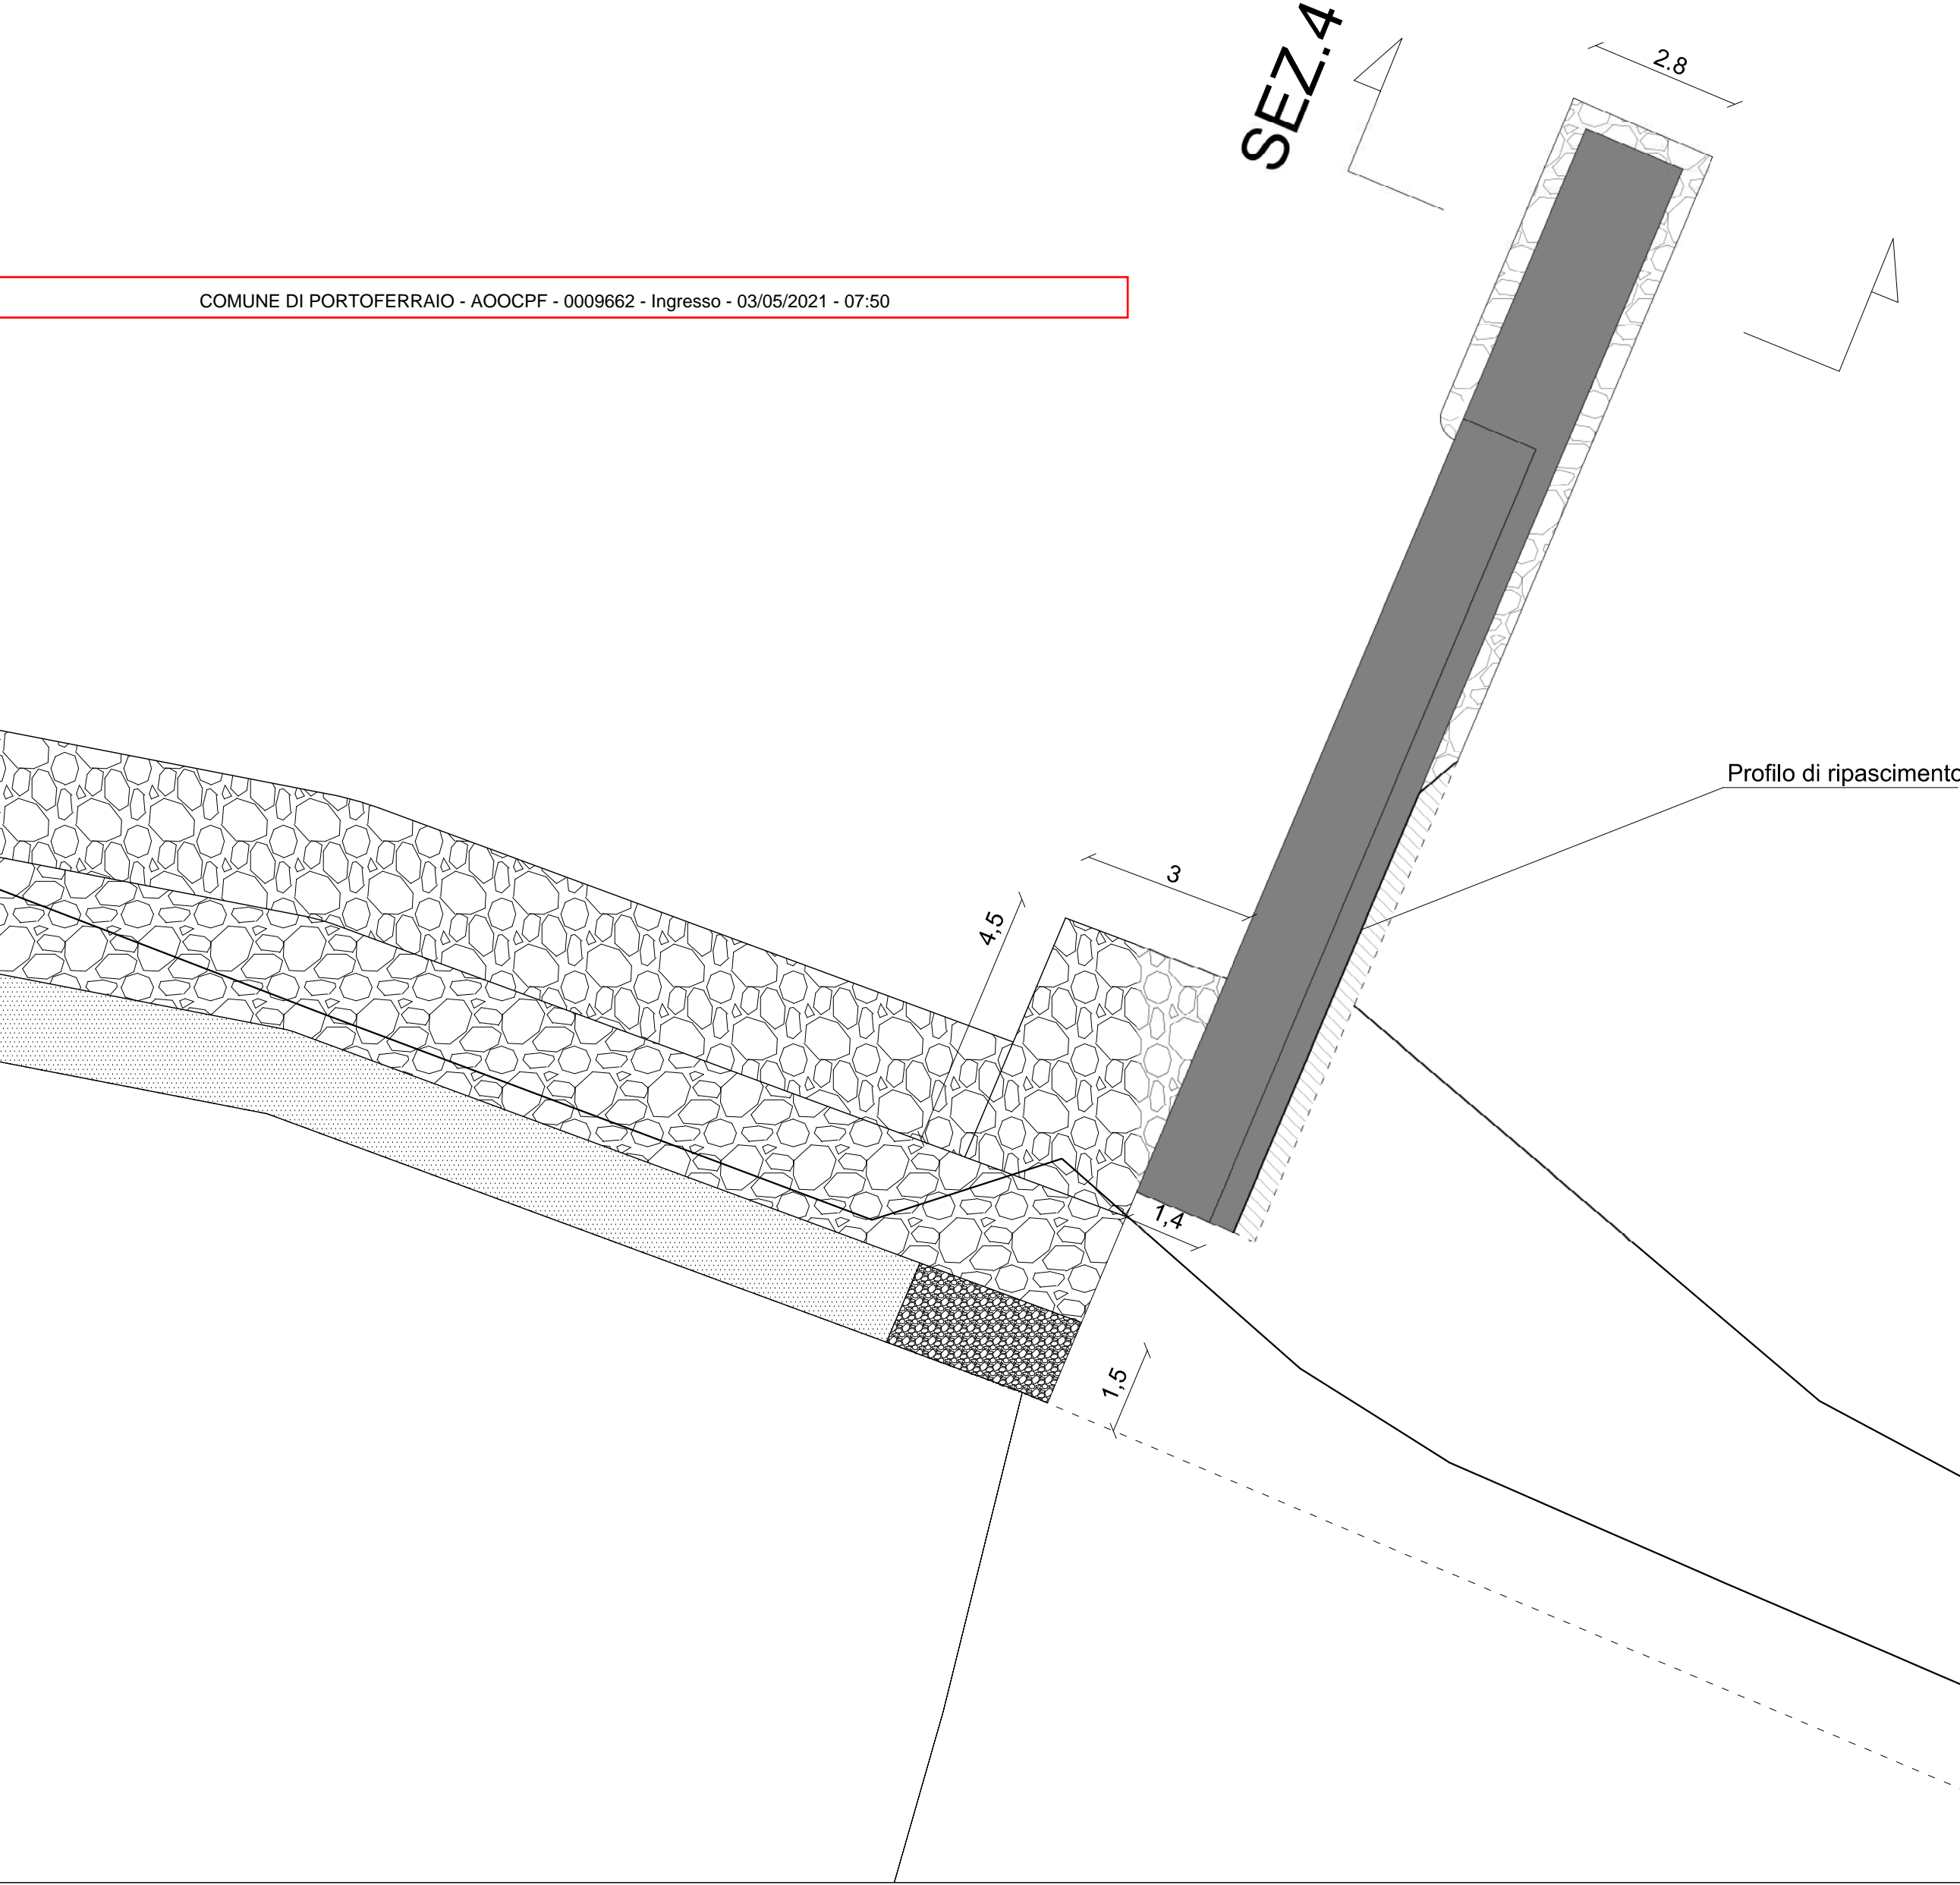 SEZ.4
2.8
COMUNE DI PORTOFERRAIO - AOOCPF - 0009662 - Ingresso - 03/05/2021 - 07:50
Profilo di ripascimento
3
4,5
1,4
1,5